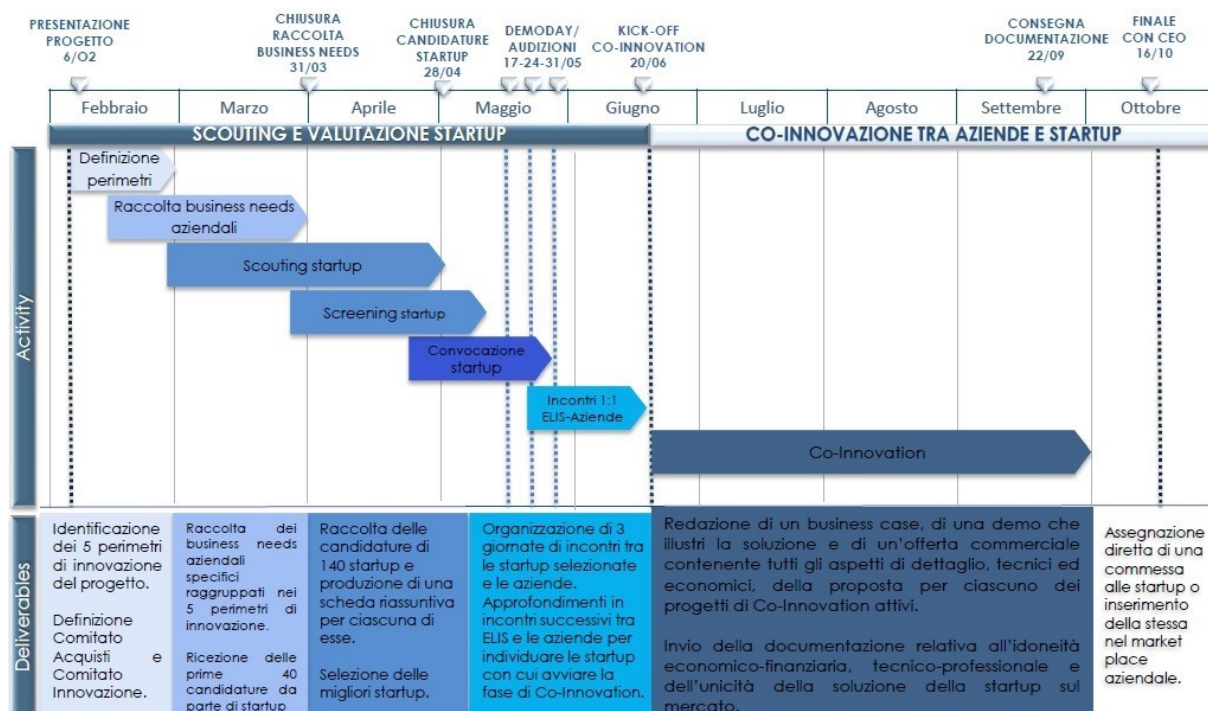 PRESENTAZIONE
PROGETTO
6/O2
CHIUSURA
RACCOLTA
BUSINESS NEEDS
31/03
CHIUSURA
CANDIDATURE
STARTUP
28/04
DEMODAY/
AUDIZIONI
17-24-31/05
KICK-OFF
CO-INNOVATION
20/06
CONSEGNA
DOCUMENTAZIONE
22/09
FINALE
CON CEO
16/10
Febbraio
Marzo
Aprile
Maggio
Giugno
Luglio
Agosto
Settembre
Ottobre
SCOUTING E VALUTAZIONE STARTUP
CO-INNOVAZIONE TRA AZIENDE E STARTUP
Activity
Definizione
perimetri
Raccolta business needs
aziendali
Scouting startup
Screening startup
Convocazione
startup
Incontri 1:1
ELIS-Aziende
Co-Innovation
Deliverables
Identificazione
dei 5 perimetri
di innovazione
del progetto.
Definizione
Comitato
Acquisti e
Comitato
Innovazione.
Raccolta dei
business needs
aziendali
specifici
raggruppati nei
5 perimetri di
innovazione.
Ricezione delle
prime 40
candidature da
parte di startup
Raccolta delle
candidature di
140 startup e
produzione di una
scheda riassuntiva
per ciascuna di
esse.
Selezione delle
migliori startup.
Organizzazione di 3
giornate di incontri tra
le startup selezionate
e le aziende.
Approfondimenti in
incontri successivi tra
ELIS e le aziende per
individuare le startup
con cui avviare la
fase di Co-Innovation.
Redazione di un business case, di una demo che
illustri la soluzione e di un'offerta commerciale
contenente tutti gli aspetti di dettaglio, tecnici ed
economici, della proposta per ciascuno dei
progetti di Co-Innovation attivi.
Invio della documentazione relativa all'idoneità
economico-finanziaria, tecnico-professionale e
dell'unicità della soluzione della startup sul
mercato.
Assegnazione
diretta di una
commessa
alle startup o
inserimento
della stessa
nel market
place
aziendale.